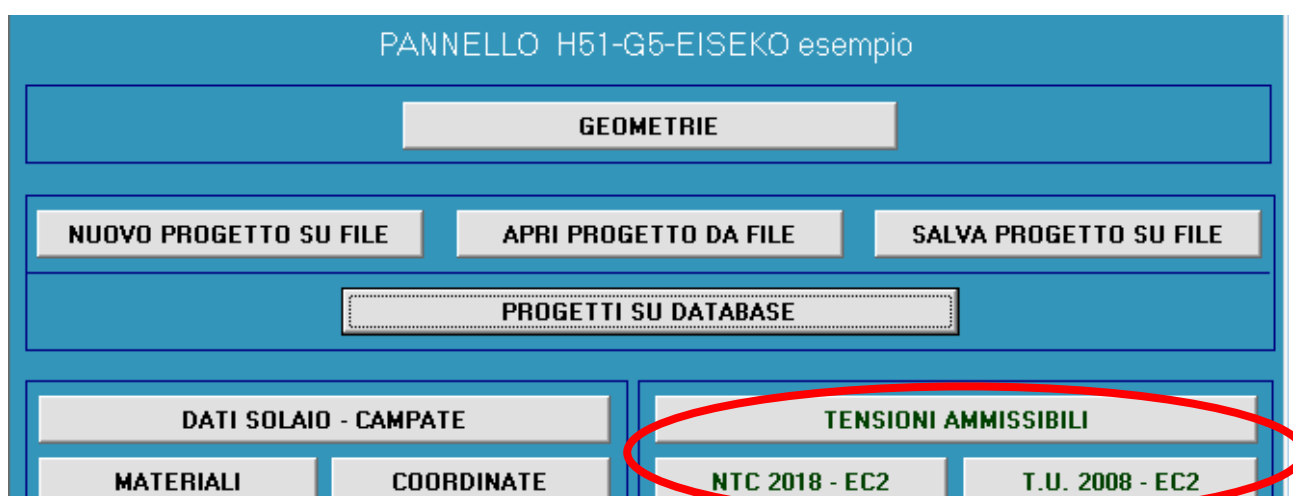 PANNELLO H51-G5-EISEKO esempio
GEOMETRIE
NUOVO PROGETTO SU FILE
APRI PROGETTO DA FILE
SALVA PROGETTO SU FILE
PROGETTI SU DATABASE
DATI SOLAIO - CAMPATE
TENSIONI AMMISSIBILI
MATERIALI
COORDINATE
NTC 2018 - EC2
T.U. 2008 - EC2